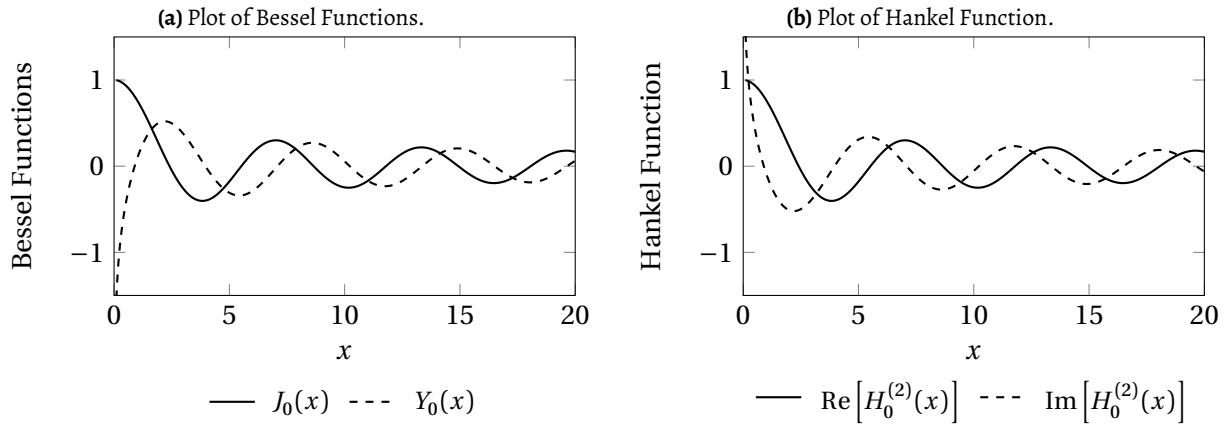 (a) Plot of Bessel Functions.
Bessel Functions
1
0
−1
0 5 10 15 20
x
J₀(x) Y₀(x)
(b) Plot of Hankel Function.
Hankel Function
1
0
−1
0 5 10 15 20
x
Re [H₀⁽²⁾(x)] Im [H₀⁽²⁾(x)]